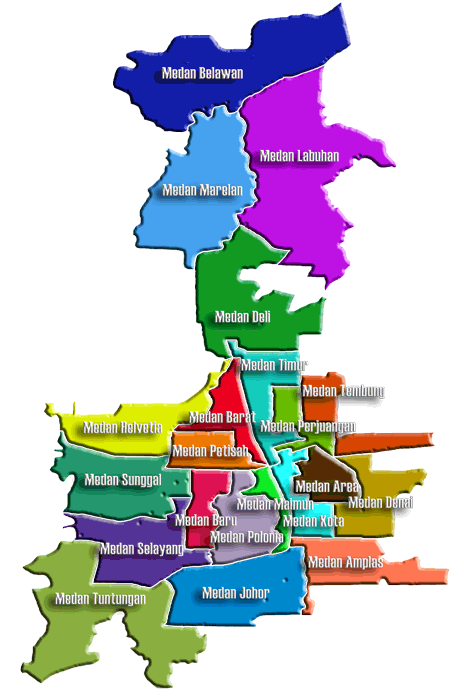 Medan Belawan
Medan Labuhan
Medan Marelan
Medan Deli
Medan Timur
Medan Tembung
Medan Barat
Medan Helvetia
Medan Perjuangan
Medan Petisah
Medan Sunggal
Medan Area
Medan Maimun
Medan Denai
Medan Baru
Medan Kota
Medan Polonia
Medan Selayang
Medan Amplas
Medan Tuntungan
Medan Johor